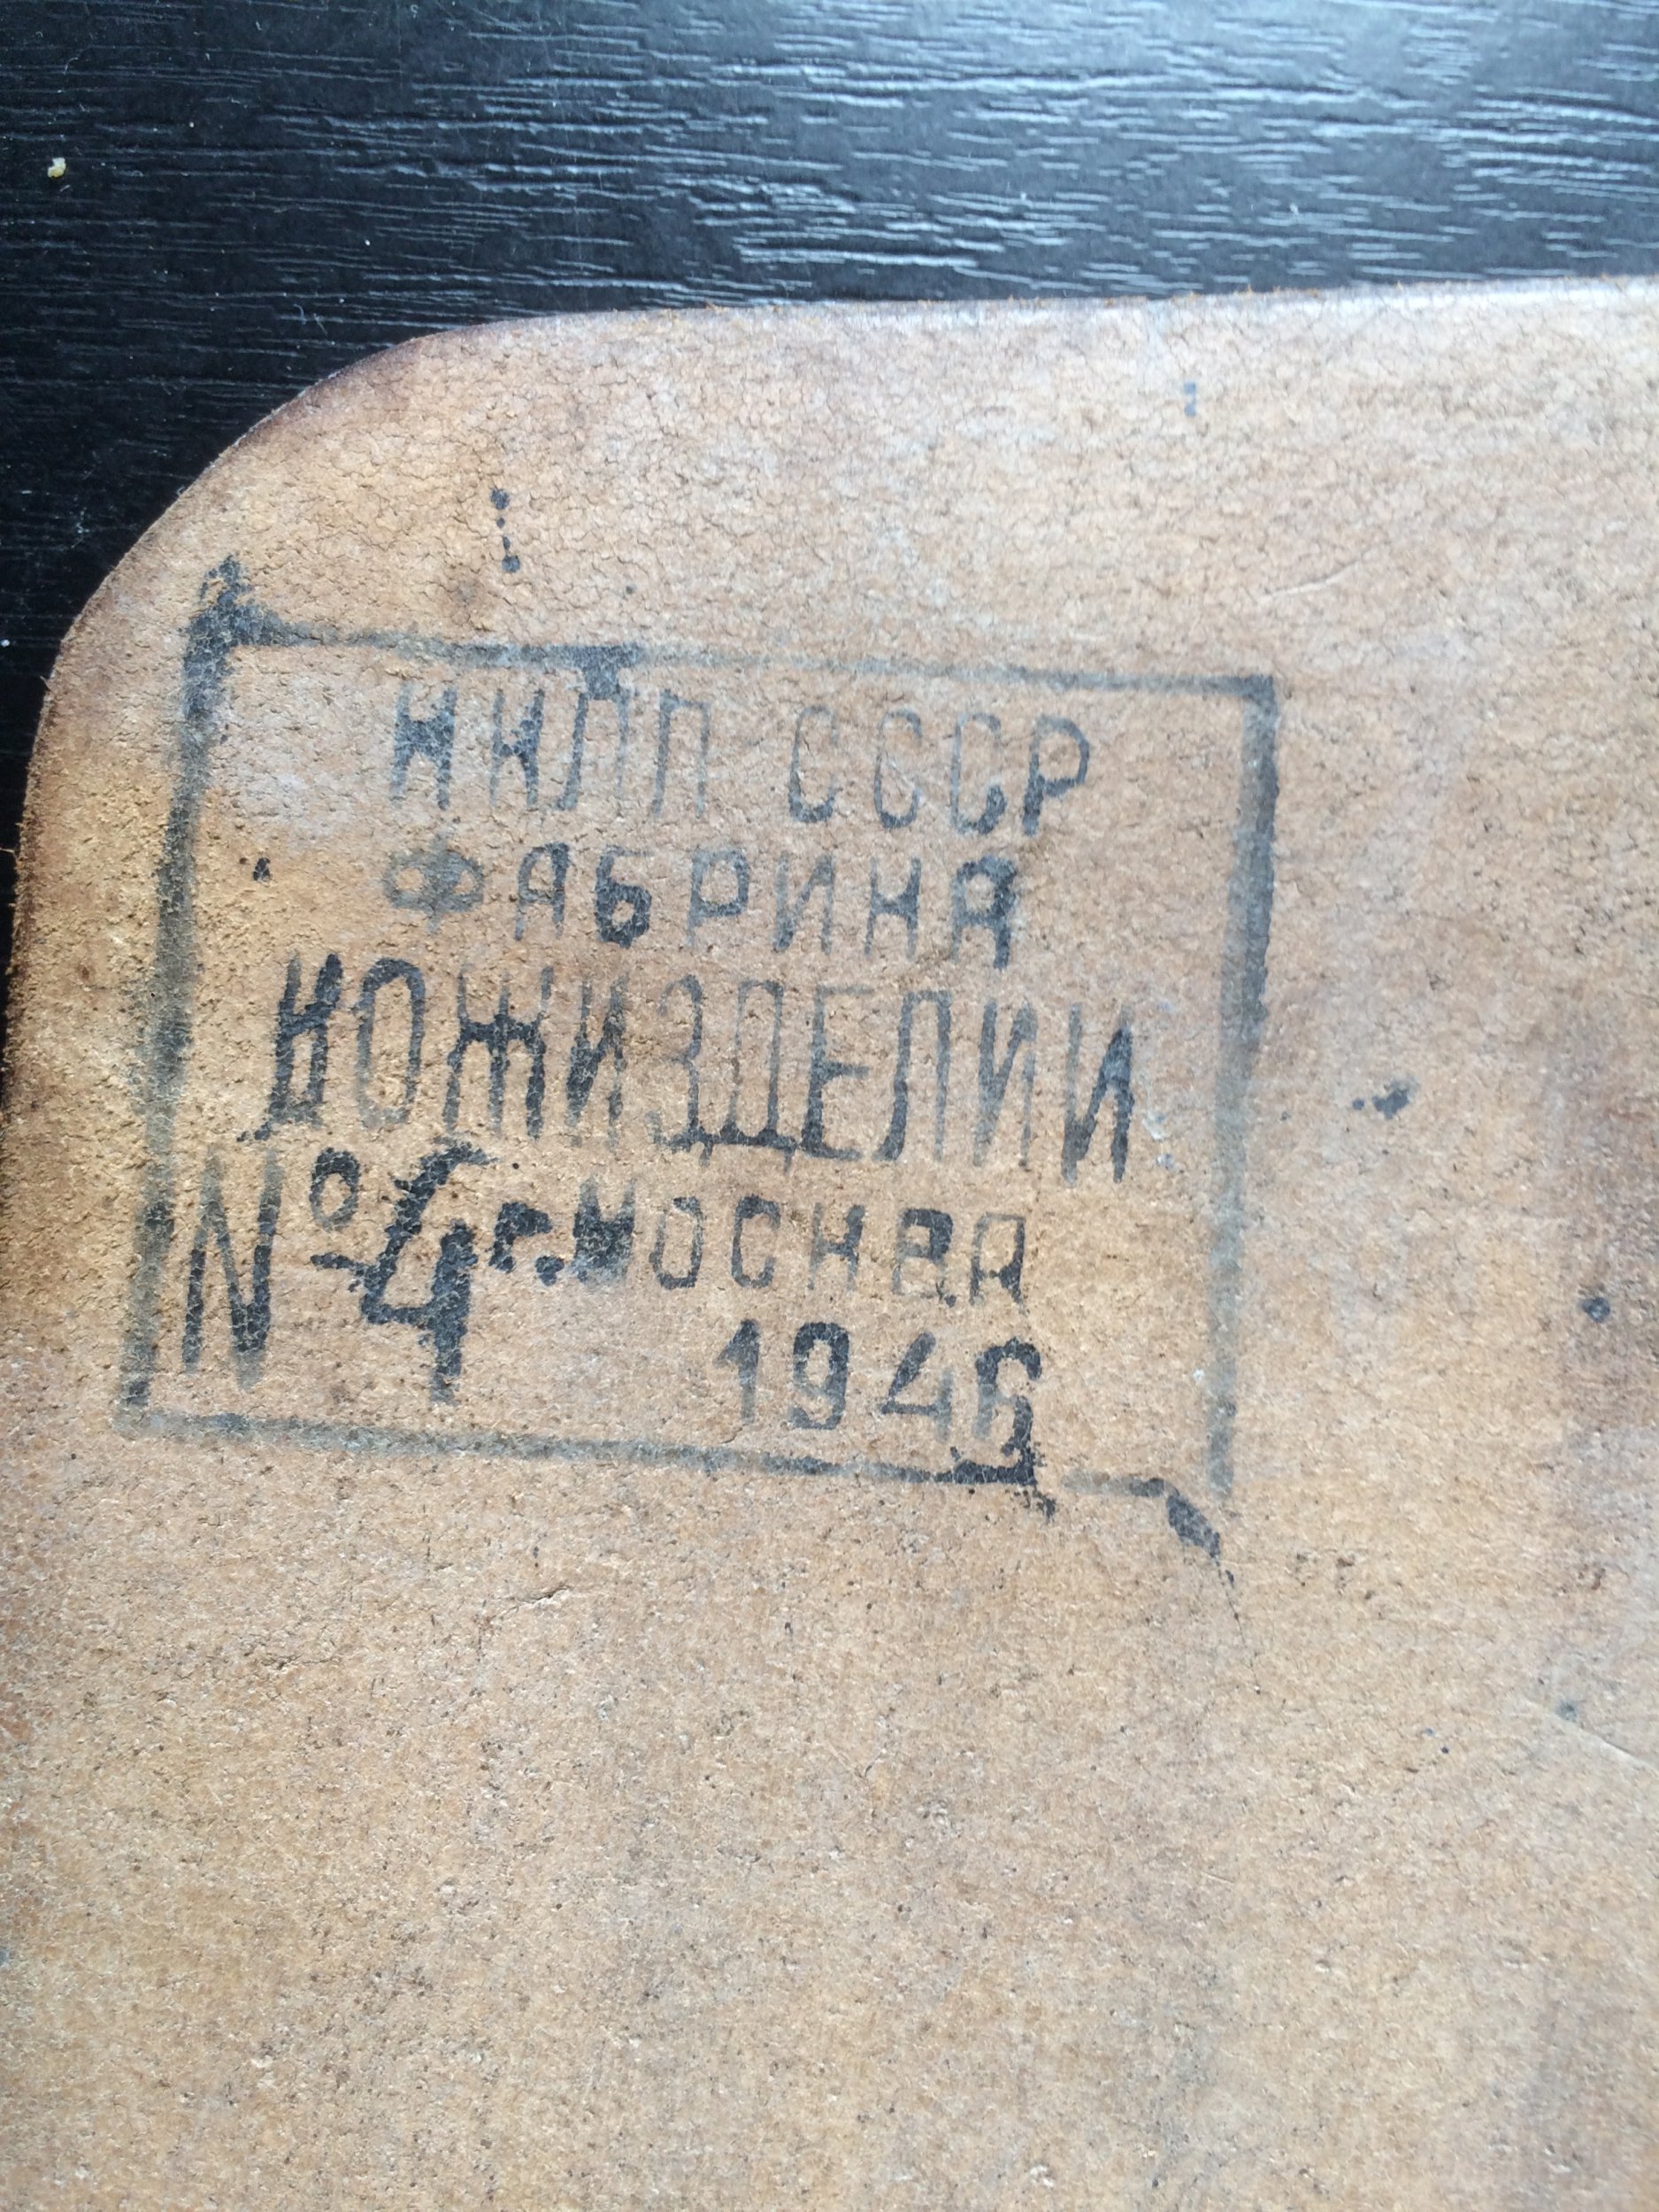 НКЛП СССР
ФАБРИКА
КОЖИЗДЕЛИЙ
№4 г. МОСКВА
1946